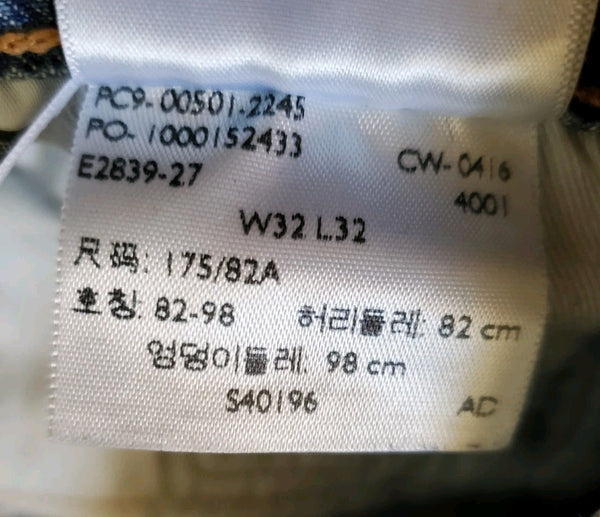 PC9-00501-2245
PO-1000152433
E2839-27 CW-0416
4001
W32 L32
尺码: 175/82A
호칭: 82-98 허리둘레: 82 cm
엉덩이둘레: 98 cm
S40196 AD